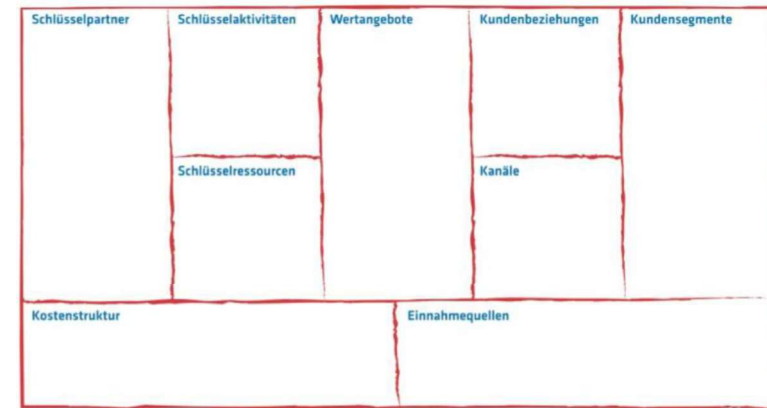 Schlüsselpartner
Schlüsselaktivitäten
Wertangebote
Kundenbeziehungen
Kundensegmente
Schlüsselressourcen
Kanäle
Kostenstruktur
Einnahmequellen